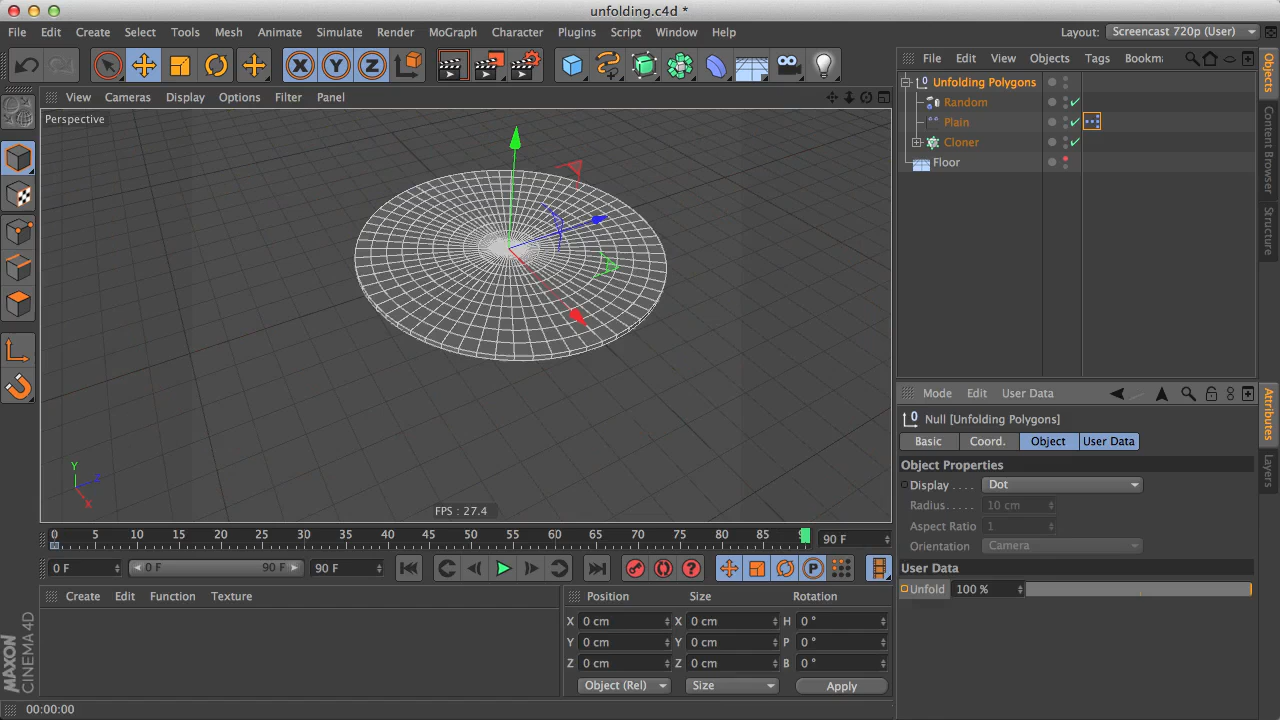 unfolding.c4d *
File Edit Create Select Tools Mesh Animate Simulate Render MoGraph Character Plugins Script Window Help
Layout: Screencast 720p (User)
X Y Z
File Edit View Objects Tags Bookm
View Cameras Display Options Filter Panel
Perspective
Unfolding Polygons
Random
Plain
Cloner
Floor
Objects
Content Browser
Structure
Mode Edit User Data
Null [Unfolding Polygons]
Basic Coord. Object User Data
Object Properties
Display . . . . Dot
Radius. . . . . 10 cm
Aspect Ratio 1
Orientation Camera
User Data
Unfold 100 %
Attributes
Layers
Y
Z
X
FPS : 27.4
0 5 10 15 20 25 30 35 40 45 50 55 60 65 70 75 80 85 90 F
0 F 0 F 90 F 90 F
Create Edit Function Texture
Position Size Rotation
X 0 cm X 0 cm H 0 °
Y 0 cm Y 0 cm P 0 °
Z 0 cm Z 0 cm B 0 °
Object (Rel) Size Apply
MAXON
CINEMA 4D
00:00:00